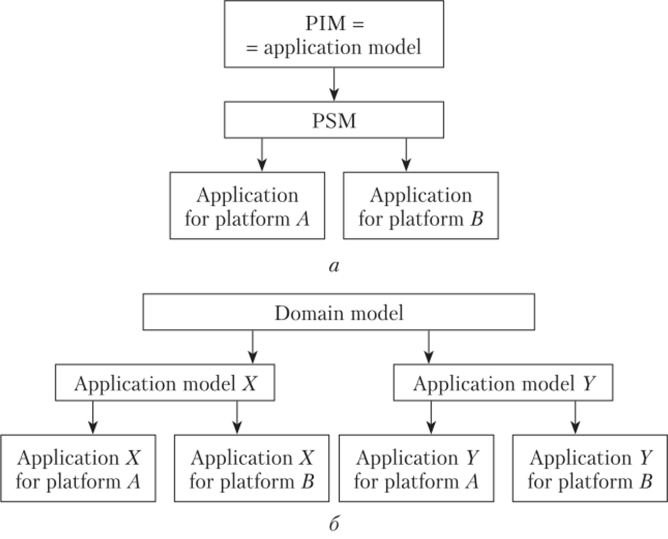 PIM =
= application model
PSM
Application
for platform A
Application
for platform B
а
Domain model
Application model X
Application model Y
Application X
for platform A
Application X
for platform B
Application Y
for platform A
Application Y
for platform B
б